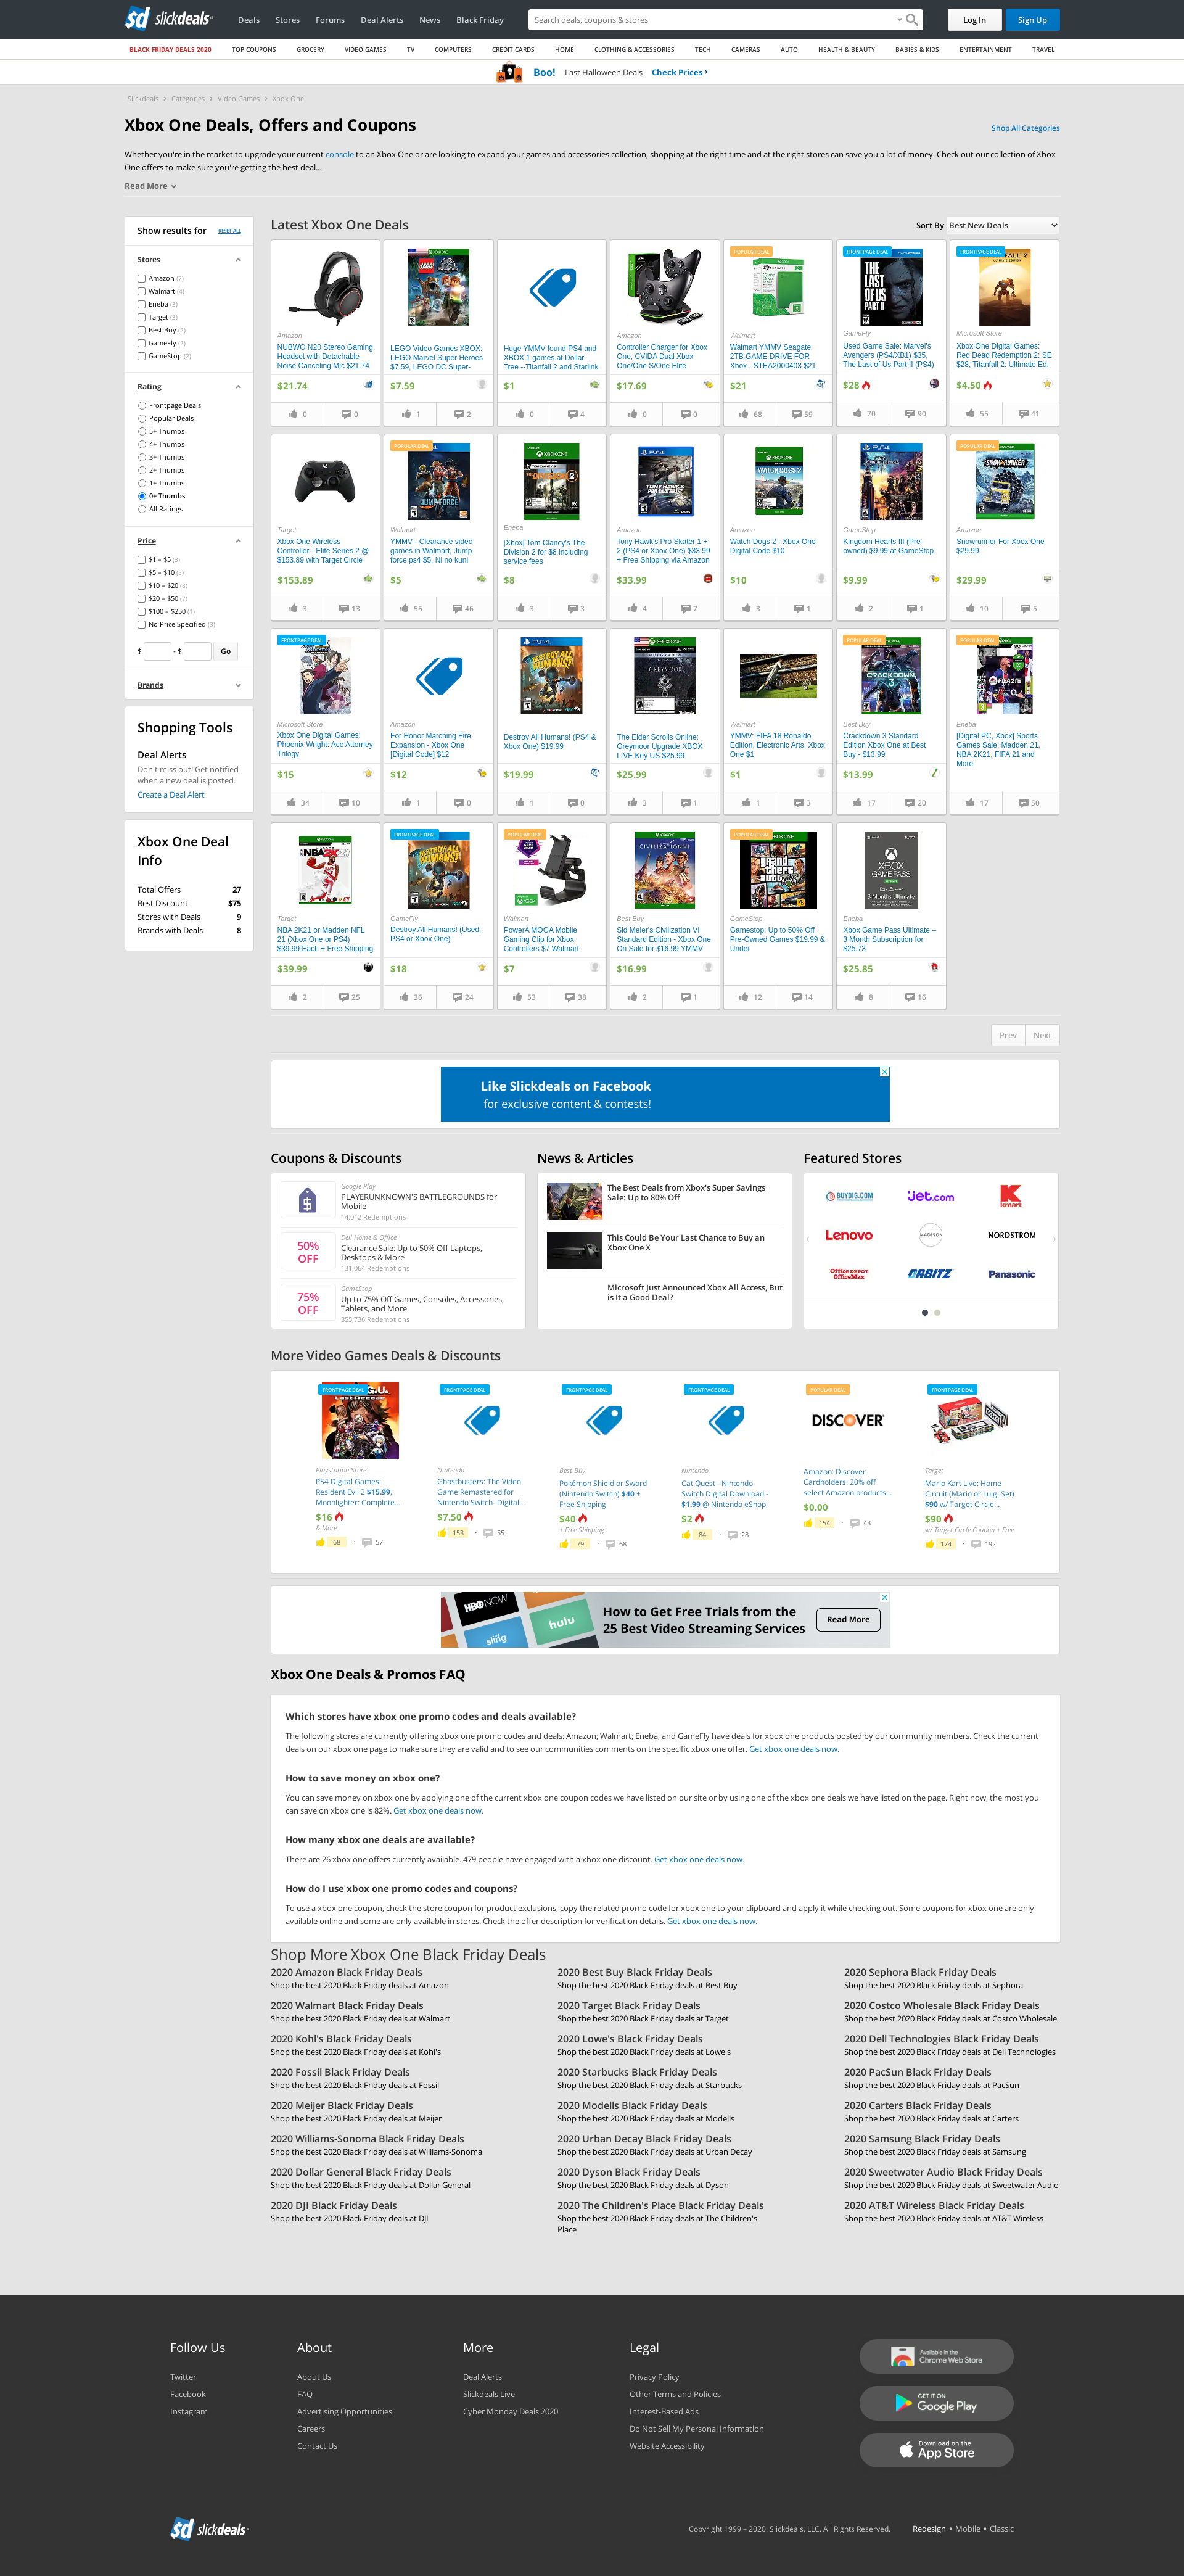 sd slickdeals
Deals Stores Forums Deal Alerts News Black Friday
Search deals, coupons & stores
Log In Sign Up
BLACK FRIDAY DEALS 2020 TOP COUPONS GROCERY VIDEO GAMES TV COMPUTERS CREDIT CARDS HOME CLOTHING & ACCESSORIES TECH CAMERAS AUTO HEALTH & BEAUTY BABIES & KIDS ENTERTAINMENT TRAVEL
Boo! Last Halloween Deals Check Prices ›
Slickdeals Categories Video Games Xbox One
Xbox One Deals, Offers and Coupons
Shop All Categories
Whether you're in the market to upgrade your current console to an Xbox One or are looking to expand your games and accessories collection, shopping at the right time and at the right stores can save you a lot of money. Check out our collection of Xbox
One offers to make sure you're getting the best deal....
Read More
Show results for RESET ALL
Stores
Amazon (7)
Walmart (4)
Eneba (3)
Target (3)
Best Buy (2)
GameFly (2)
GameStop (2)
Rating
Frontpage Deals
Popular Deals
5+ Thumbs
4+ Thumbs
3+ Thumbs
2+ Thumbs
1+ Thumbs
0+ Thumbs
All Ratings
Price
$1 – $5 (3)
$5 – $10 (5)
$10 – $20 (8)
$20 – $50 (7)
$100 – $250 (1)
No Price Specified (3)
$ - $ Go
Brands
Shopping Tools
Deal Alerts
Don't miss out! Get notified
when a new deal is posted.
Create a Deal Alert
Xbox One Deal
Info
Total Offers 27
Best Discount $75
Stores with Deals 9
Brands with Deals 8
Latest Xbox One Deals
Sort By Best New Deals
Amazon
NUBWO N20 Stereo Gaming
Headset with Detachable
Noise Canceling Mic $21.74
$21.74
0 0
LEGO Video Games XBOX:
LEGO Marvel Super Heroes
$7.59, LEGO DC Super-
$7.59
1 2
Huge YMMV found PS4 and
XBOX 1 games at Dollar
Tree --Titanfall 2 and Starlink
$1
0 4
Amazon
Controller Charger for Xbox
One, CVIDA Dual Xbox
One/One S/One Elite
$17.69
0 0
POPULAR DEAL
Walmart
Walmart YMMV Seagate
2TB GAME DRIVE FOR
Xbox - STEA2000403 $21
$21
68 59
FRONTPAGE DEAL
THE
LAST
OF US
PART II
GameFly
Used Game Sale: Marvel's
Avengers (PS4/XB1) $35,
The Last of Us Part II (PS4)
$28
70 90
FRONTPAGE DEAL
Microsoft Store
Xbox One Digital Games:
Red Dead Redemption 2: SE
$28, Titanfall 2: Ultimate Ed.
$4.50
55 41
Target
Xbox One Wireless
Controller - Elite Series 2 @
$153.89 with Target Circle
$153.89
3 13
POPULAR DEAL
JUMP FORCE
Walmart
YMMV - Clearance video
games in Walmart, Jump
force ps4 $5, Ni no kuni
$5
55 46
XBOX ONE
Eneba
[Xbox] Tom Clancy's The
Division 2 for $8 including
service fees
$8
3 3
PS4
Amazon
Tony Hawk's Pro Skater 1 +
2 (PS4 or Xbox One) $33.99
+ Free Shipping via Amazon
$33.99
4 7
XBOX ONE
WATCH DOGS 2
Amazon
Watch Dogs 2 - Xbox One
Digital Code $10
$10
3 1
PS4
GameStop
Kingdom Hearts III (Pre-
owned) $9.99 at GameStop
$9.99
2 1
POPULAR DEAL
SNOWRUNNER
Amazon
Snowrunner For Xbox One
$29.99
$29.99
10 5
FRONTPAGE DEAL
Microsoft Store
Xbox One Digital Games:
Phoenix Wright: Ace Attorney
Trilogy
$15
34 10
Amazon
For Honor Marching Fire
Expansion - Xbox One
[Digital Code] $12
$12
1 0
PS4
DESTROY ALL HUMANS!
Destroy All Humans! (PS4 &
Xbox One) $19.99
$19.99
1 0
XBOX ONE
GREYMOOR
The Elder Scrolls Online:
Greymoor Upgrade XBOX
LIVE Key US $25.99
$25.99
3 1
Walmart
YMMV: FIFA 18 Ronaldo
Edition, Electronic Arts, Xbox
One $1
$1
1 3
POPULAR DEAL
CRACKDOWN 3
Best Buy
Crackdown 3 Standard
Edition Xbox One at Best
Buy - $13.99
$13.99
17 20
POPULAR DEAL
FIFA 21
Eneba
[Digital PC, Xbox] Sports
Games Sale: Madden 21,
NBA 2K21, FIFA 21 and
More
17 50
NBA2K
Target
NBA 2K21 or Madden NFL
21 (Xbox One or PS4)
$39.99 Each + Free Shipping
$39.99
2 25
FRONTPAGE DEAL
DESTROY ALL HUMANS!
GameFly
Destroy All Humans! (Used,
PS4 or Xbox One)
$18
36 24
POPULAR DEAL
Walmart
PowerA MOGA Mobile
Gaming Clip for Xbox
Controllers $7 Walmart
$7
53 38
CIVILIZATION VI
Best Buy
Sid Meier's Civilization VI
Standard Edition - Xbox One
On Sale for $16.99 YMMV
$16.99
2 1
POPULAR DEAL
grand theft auto V
GameStop
Gamestop: Up to 50% Off
Pre-Owned Games $19.99 &
Under
12 14
XBOX
GAME PASS
3 Months Ultimate
Eneba
Xbox Game Pass Ultimate –
3 Month Subscription for
$25.73
$25.85
8 16
Prev Next
Like Slickdeals on Facebook
for exclusive content & contests!
Coupons & Discounts
Google Play
PLAYERUNKNOWN'S BATTLEGROUNDS for
Mobile
14,012 Redemptions
50%
OFF
Dell Home & Office
Clearance Sale: Up to 50% Off Laptops,
Desktops & More
131,064 Redemptions
75%
OFF
GameStop
Up to 75% Off Games, Consoles, Accessories,
Tablets, and More
355,736 Redemptions
News & Articles
The Best Deals from Xbox's Super Savings
Sale: Up to 80% Off
This Could Be Your Last Chance to Buy an
Xbox One X
Microsoft Just Announced Xbox All Access, But
is It a Good Deal?
Featured Stores
BUYDIG.COM jet.com kmart
Lenovo MADISON NORDSTROM
Office DEPOT OfficeMax ORBITZ Panasonic
More Video Games Deals & Discounts
FRONTPAGE DEAL
Playstation Store
PS4 Digital Games:
Resident Evil 2 $15.99,
Moonlighter: Complete...
$16
& More
68 57
FRONTPAGE DEAL
Nintendo
Ghostbusters: The Video
Game Remastered for
Nintendo Switch- Digital...
$7.50
153 55
FRONTPAGE DEAL
Best Buy
Pokémon Shield or Sword
(Nintendo Switch) $40 +
Free Shipping
$40
+ Free Shipping
79 68
FRONTPAGE DEAL
Nintendo
Cat Quest - Nintendo
Switch Digital Download -
$1.99 @ Nintendo eShop
$2
84 28
POPULAR DEAL
DISCOVER
Amazon: Discover
Cardholders: 20% off
select Amazon products...
$0.00
154 43
FRONTPAGE DEAL
Target
Mario Kart Live: Home
Circuit (Mario or Luigi Set)
$90 w/ Target Circle...
$90
w/ Target Circle Coupon + Free
174 192
HBO NOW
hulu
sling
How to Get Free Trials from the
25 Best Video Streaming Services
Read More
Xbox One Deals & Promos FAQ
Which stores have xbox one promo codes and deals available?
The following stores are currently offering xbox one promo codes and deals: Amazon; Walmart; Eneba; and GameFly have deals for xbox one products posted by our community members. Check the current
deals on our xbox one page to make sure they are valid and to see our communities comments on the specific xbox one offer. Get xbox one deals now.
How to save money on xbox one?
You can save money on xbox one by applying one of the current xbox one coupon codes we have listed on our site or by using one of the xbox one deals we have listed on the page. Right now, the most you
can save on xbox one is 82%. Get xbox one deals now.
How many xbox one deals are available?
There are 26 xbox one offers currently available. 479 people have engaged with a xbox one discount. Get xbox one deals now.
How do I use xbox one promo codes and coupons?
To use a xbox one coupon, check the store coupon for product exclusions, copy the related promo code for xbox one to your clipboard and apply it while checking out. Some coupons for xbox one are only
available online and some are only available in stores. Check the offer description for verification details. Get xbox one deals now.
Shop More Xbox One Black Friday Deals
2020 Amazon Black Friday Deals
Shop the best 2020 Black Friday deals at Amazon
2020 Best Buy Black Friday Deals
Shop the best 2020 Black Friday deals at Best Buy
2020 Sephora Black Friday Deals
Shop the best 2020 Black Friday deals at Sephora
2020 Walmart Black Friday Deals
Shop the best 2020 Black Friday deals at Walmart
2020 Target Black Friday Deals
Shop the best 2020 Black Friday deals at Target
2020 Costco Wholesale Black Friday Deals
Shop the best 2020 Black Friday deals at Costco Wholesale
2020 Kohl's Black Friday Deals
Shop the best 2020 Black Friday deals at Kohl's
2020 Lowe's Black Friday Deals
Shop the best 2020 Black Friday deals at Lowe's
2020 Dell Technologies Black Friday Deals
Shop the best 2020 Black Friday deals at Dell Technologies
2020 Fossil Black Friday Deals
Shop the best 2020 Black Friday deals at Fossil
2020 Starbucks Black Friday Deals
Shop the best 2020 Black Friday deals at Starbucks
2020 PacSun Black Friday Deals
Shop the best 2020 Black Friday deals at PacSun
2020 Meijer Black Friday Deals
Shop the best 2020 Black Friday deals at Meijer
2020 Modells Black Friday Deals
Shop the best 2020 Black Friday deals at Modells
2020 Carters Black Friday Deals
Shop the best 2020 Black Friday deals at Carters
2020 Williams-Sonoma Black Friday Deals
Shop the best 2020 Black Friday deals at Williams-Sonoma
2020 Urban Decay Black Friday Deals
Shop the best 2020 Black Friday deals at Urban Decay
2020 Samsung Black Friday Deals
Shop the best 2020 Black Friday deals at Samsung
2020 Dollar General Black Friday Deals
Shop the best 2020 Black Friday deals at Dollar General
2020 Dyson Black Friday Deals
Shop the best 2020 Black Friday deals at Dyson
2020 Sweetwater Audio Black Friday Deals
Shop the best 2020 Black Friday deals at Sweetwater Audio
2020 DJI Black Friday Deals
Shop the best 2020 Black Friday deals at DJI
2020 The Children's Place Black Friday Deals
Shop the best 2020 Black Friday deals at The Children's
Place
2020 AT&T Wireless Black Friday Deals
Shop the best 2020 Black Friday deals at AT&T Wireless
Follow Us
Twitter
Facebook
Instagram
About
About Us
FAQ
Advertising Opportunities
Careers
Contact Us
More
Deal Alerts
Slickdeals Live
Cyber Monday Deals 2020
Legal
Privacy Policy
Other Terms and Policies
Interest-Based Ads
Do Not Sell My Personal Information
Website Accessibility
Available in the
Chrome Web Store
GET IT ON
Google Play
Download on the
App Store
sd slickdeals
Copyright 1999 – 2020. Slickdeals, LLC. All Rights Reserved. Redesign • Mobile • Classic